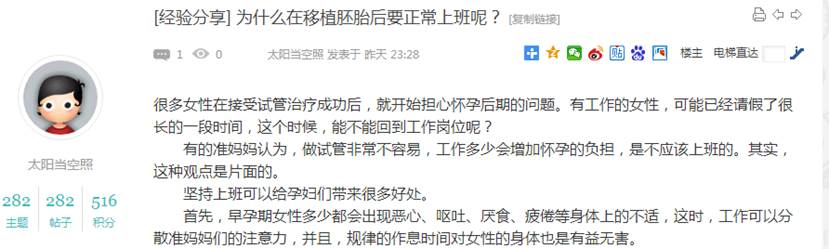 [经验分享] 为什么在移植胚胎后要正常上班呢？ [复制链接]
1 0 太阳当空照 发表于 昨天 23:28 楼主 电梯直达
很多女性在接受试管治疗成功后，就开始担心怀孕后期的问题。有工作的女性，可能已经请假了很
长的一段时间，这个时候，能不能回到工作岗位呢？
有的准妈妈认为，做试管非常不容易，工作多少会增加怀孕的负担，是不应该上班的。其实，
这种观点是片面的。
坚持上班可以给孕妇们带来很多好处。
首先，早孕期女性多少都会出现恶心、呕吐、厌食、疲倦等身体上的不适，这时，工作可以分
散准妈妈们的注意力，并且，规律的作息时间对女性的身体也是有益无害。
太阳当空照
282 282 516
主题 帖子 积分